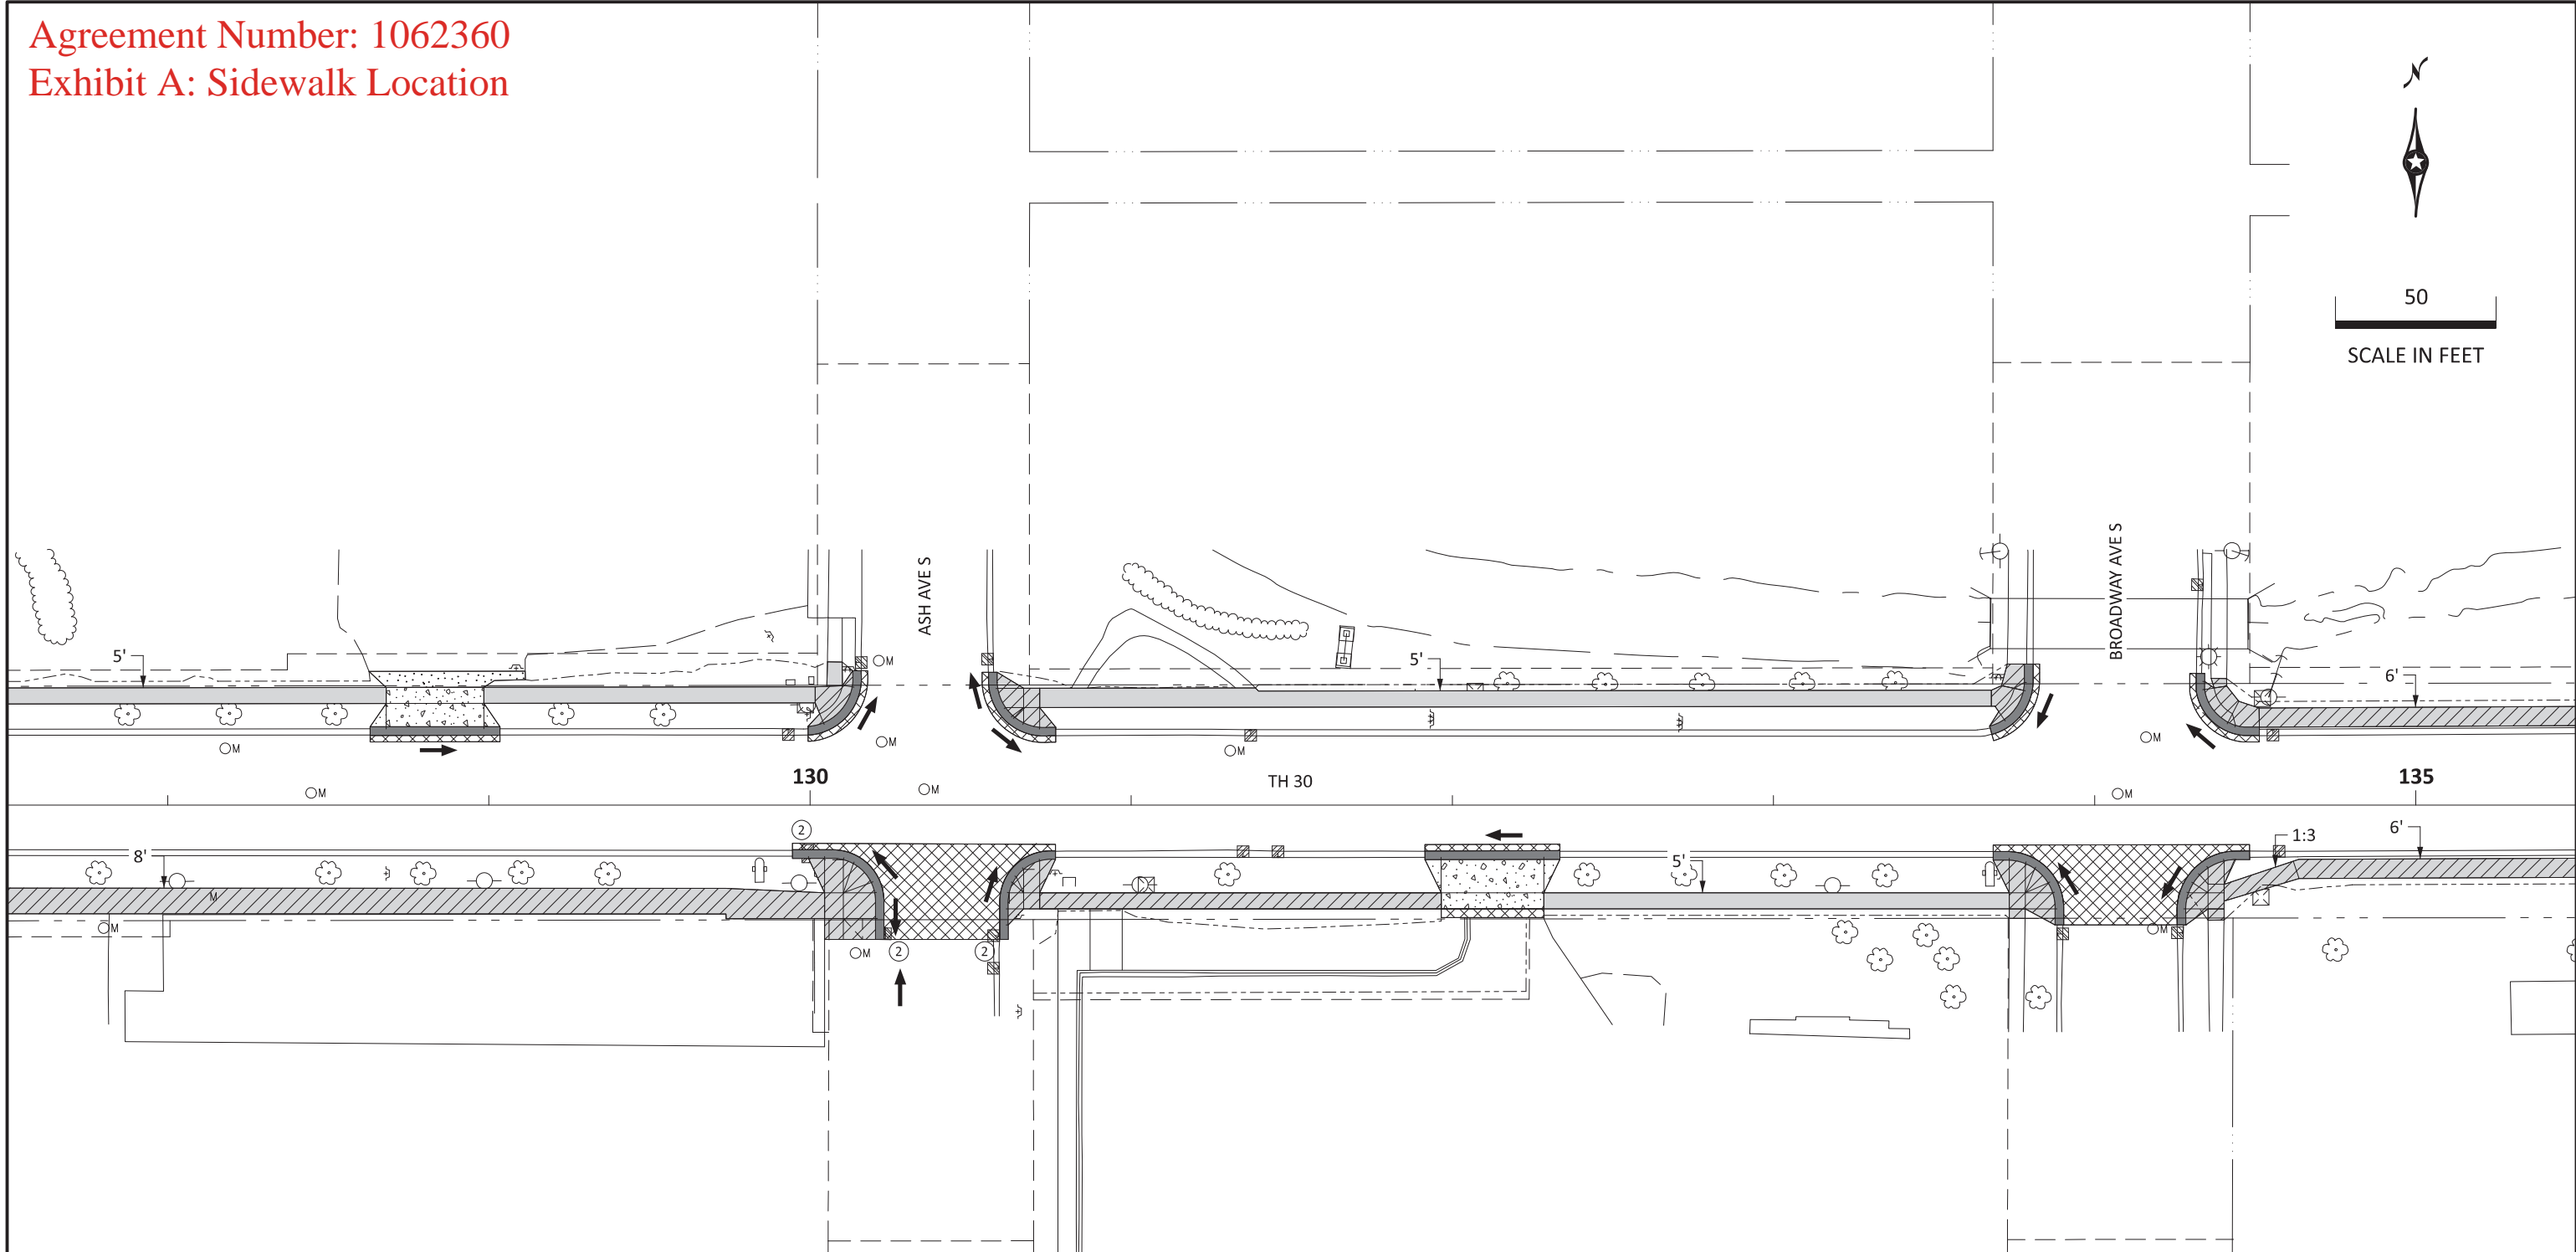 Agreement Number: 1062360
Exhibit A: Sidewalk Location
N
50
SCALE IN FEET
ASH AVE S
BROADWAY AVE S
5'
5'
6'
M
M
M
M
M
130
TH 30
135
M
M
M
2
1:3
6'
8'
5'
M
M
M
2
2
M